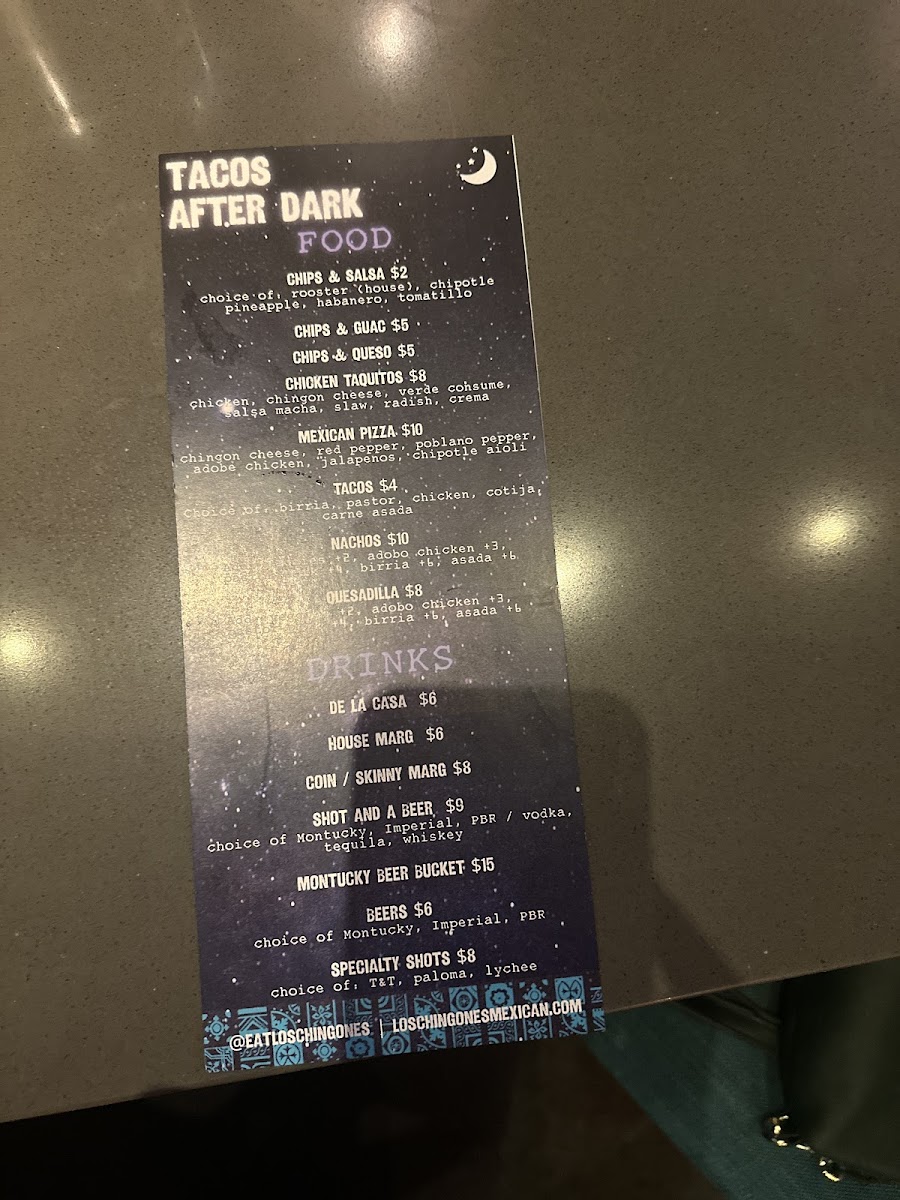 TACOS
AFTER DARK
FOOD
CHIPS & SALSA $2
choice of: rooster (house), chipotle
pineapple, habanero, tomatillo
CHIPS & GUAC $5
CHIPS & QUESO $5
CHICKEN TAQUITOS $8
chicken, chingon cheese, verde consume,
salsa macha, slaw, radish, crema
MEXICAN PIZZA $10
chingon cheese, red pepper, poblano pepper,
adobe chicken, jalapenos, chipotle aioli
TACOS $4
Choice of: birria, pastor, chicken, cotija,
carne asada
NACHOS $10
+2, adobo chicken +3,
+4, birria +6, asada +6
QUESADILLA $8
+2, adobo chicken +3,
+4, birria +6, asada +6
DRINKS
DE LA CASA $6
HOUSE MARG $6
COIN / SKINNY MARG $8
SHOT AND A BEER $9
choice of Montucky, Imperial, PBR / vodka,
tequila, whiskey
MONTUCKY BEER BUCKET $15
BEERS $6
choice of Montucky, Imperial, PBR
SPECIALTY SHOTS $8
choice of: T&T, paloma, lychee
@EATLOSCHINGONES | LOSCHINGONESMEXICAN.COM